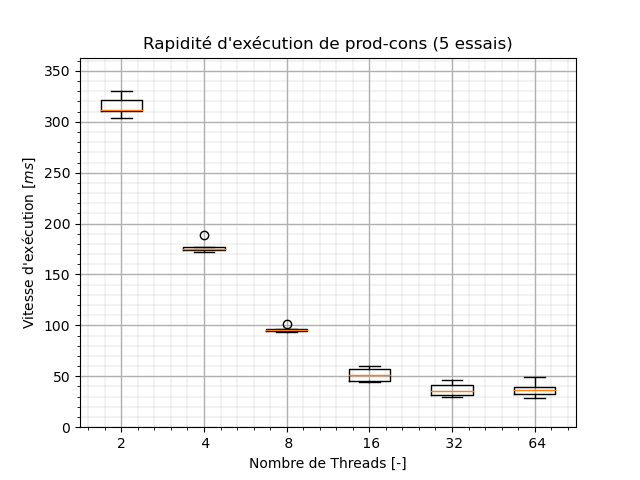 Rapidité d'exécution de prod-cons (5 essais)
350
300
250
200
150
100
50
0
Vitesse d'exécution [ms]
2 4 8 16 32 64
Nombre de Threads [-]